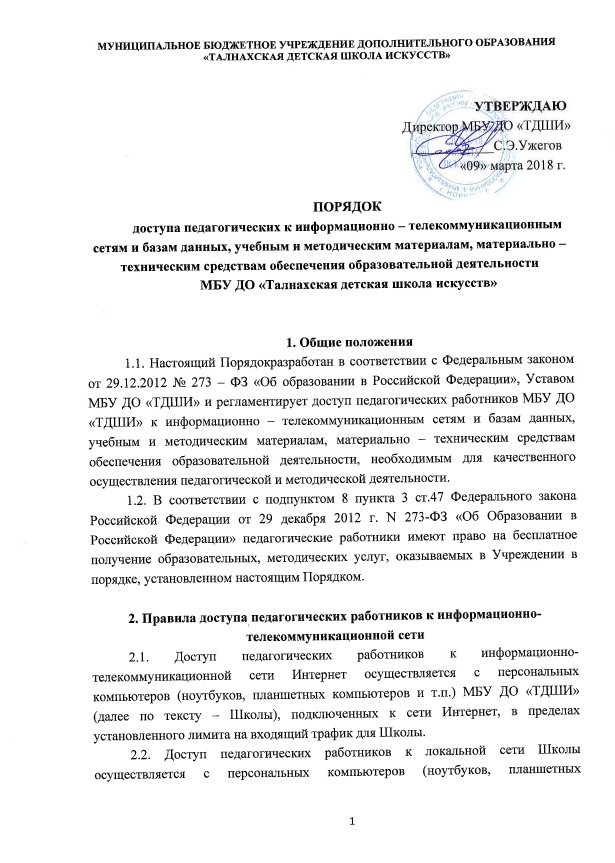 МУНИЦИПАЛЬНОЕ БЮДЖЕТНОЕ УЧРЕЖДЕНИЕ ДОПОЛНИТЕЛЬНОГО ОБРАЗОВАНИЯ
«ТАЛНАХСКАЯ ДЕТСКАЯ ШКОЛА ИСКУССТВ»
УТВЕРЖДАЮ
Директор МБУ ДО «ТДШИ»
С.Э.Ужегов
«09» марта 2018 г.
ПОРЯДОК
доступа педагогических к информационно – телекоммуникационным
сетям и базам данных, учебным и методическим материалам, материально –
техническим средствам обеспечения образовательной деятельности
МБУ ДО «Талнахская детская школа искусств»
1. Общие положения
1.1. Настоящий Порядокразработан в соответствии с Федеральным законом
от 29.12.2012 № 273 – ФЗ «Об образовании в Российской Федерации», Уставом
МБУ ДО «ТДШИ» и регламентирует доступ педагогических работников МБУ ДО
«ТДШИ» к информационно – телекоммуникационным сетям и базам данных,
учебным и методическим материалам, материально – техническим средствам
обеспечения образовательной деятельности, необходимым для качественного
осуществления педагогической и методической деятельности.
1.2. В соответствии с подпунктом 8 пункта 3 ст.47 Федерального закона
Российской Федерации от 29 декабря 2012 г. N 273-ФЗ «Об Образовании в
Российской Федерации» педагогические работники имеют право на бесплатное
получение образовательных, методических услуг, оказываемых в Учреждении в
порядке, установленном настоящим Порядком.
2. Правила доступа педагогических работников к информационно-
телекоммуникационной сети
2.1. Доступ педагогических работников к информационно-
телекоммуникационной сети Интернет осуществляется с персональных
компьютеров (ноутбуков, планшетных компьютеров и т.п.) МБУ ДО «ТДШИ»
(далее по тексту – Школы), подключенных к сети Интернет, в пределах
установленного лимита на входящий трафик для Школы.
2.2. Доступ педагогических работников к локальной сети Школы
осуществляется с персональных компьютеров (ноутбуков, планшетных
1